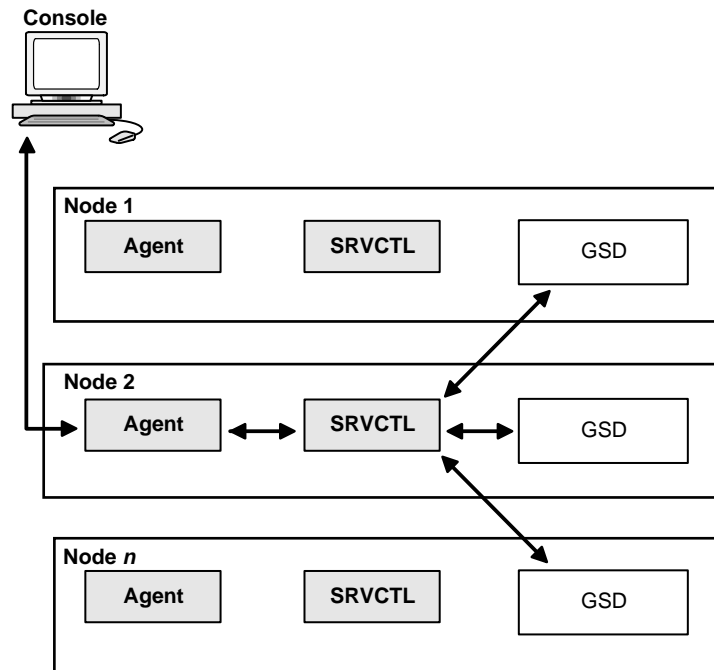 Console
Node 1
Agent
SRVCTL
GSD
Node 2
Agent
SRVCTL
GSD
Node n
Agent
SRVCTL
GSD